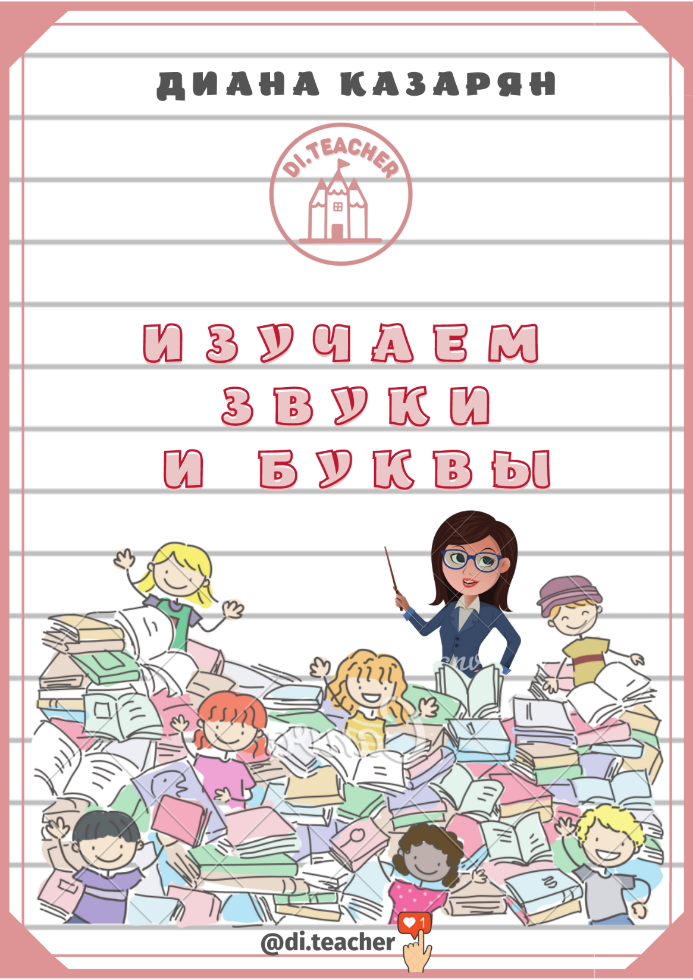 ДИАНА КАЗАРЯН
DI.TEACHER
ИЗУЧАЕМ
ЗВУКИ
И БУКВЫ
@di.teacher
1